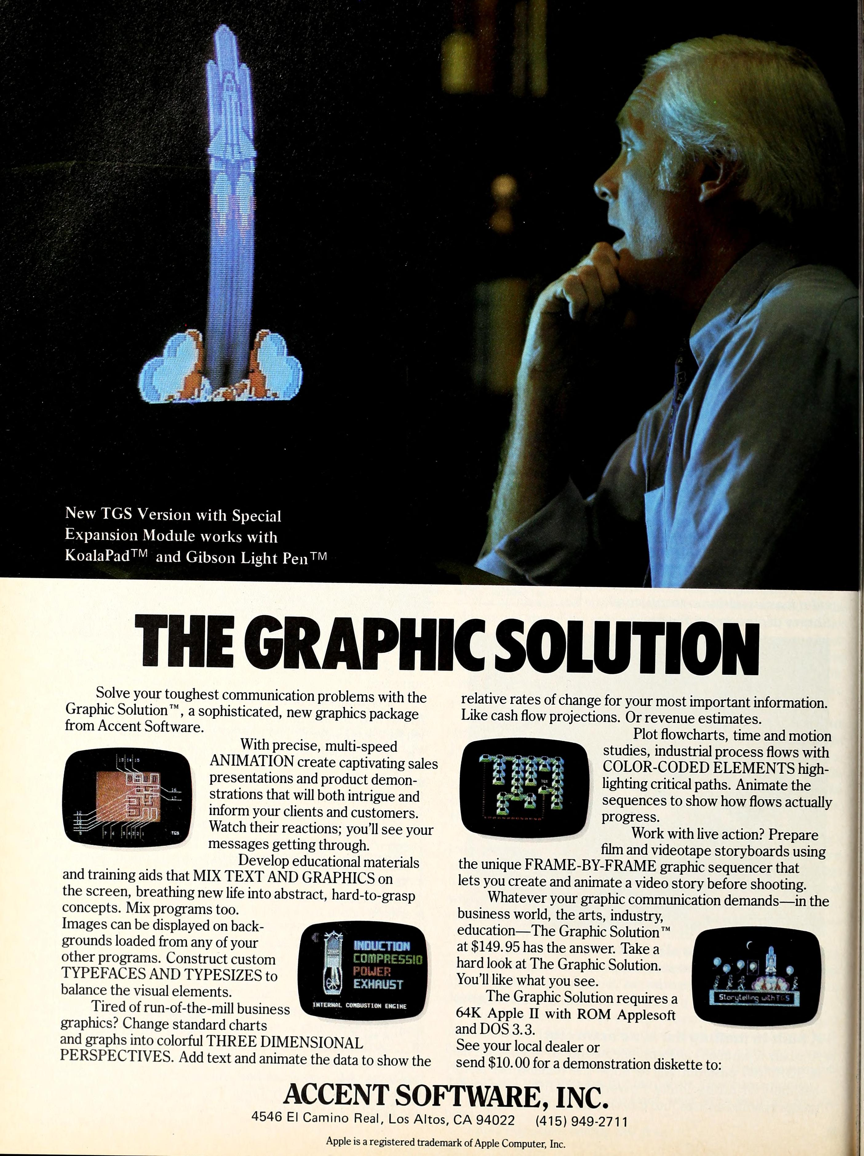 New TGS Version with Special
Expansion Module works with
KoalaPad™ and Gibson Light Pen™
THE GRAPHIC SOLUTION
Solve your toughest communication problems with the
Graphic Solution™, a sophisticated, new graphics package
from Accent Software.
With precise, multi-speed
ANIMATION create captivating sales
presentations and product demon-
strations that will both intrigue and
inform your clients and customers.
Watch their reactions; you'll see your
messages getting through.
Develop educational materials
and training aids that MIX TEXT AND GRAPHICS on
the screen, breathing new life into abstract, hard-to-grasp
concepts. Mix programs too.
Images can be displayed on back-
grounds loaded from any of your
other programs. Construct custom
TYPEFACES AND TYPESIZES to
balance the visual elements.
Tired of run-of-the-mill business
graphics? Change standard charts
and graphs into colorful THREE DIMENSIONAL
PERSPECTIVES. Add text and animate the data to show the
TGS
INDUCTION
COMPRESSIO
POWER
EXHAUST
INTERNAL COMBUSTION ENGINE
relative rates of change for your most important information.
Like cash flow projections. Or revenue estimates.
Plot flowcharts, time and motion
studies, industrial process flows with
COLOR-CODED ELEMENTS high-
lighting critical paths. Animate the
sequences to show how flows actually
progress.
Work with live action? Prepare
film and videotape storyboards using
the unique FRAME-BY-FRAME graphic sequencer that
lets you create and animate a video story before shooting.
Whatever your graphic communication demands—in the
business world, the arts, industry,
education—The Graphic Solution™
at $149.95 has the answer. Take a
hard look at The Graphic Solution.
You'll like what you see.
The Graphic Solution requires a
64K Apple II with ROM Applesoft
and DOS 3.3.
See your local dealer or
send $10.00 for a demonstration diskette to:
Storytelling with TGS
ACCENT SOFTWARE, INC.
4546 El Camino Real, Los Altos, CA 94022 (415) 949-2711
Apple is a registered trademark of Apple Computer, Inc.